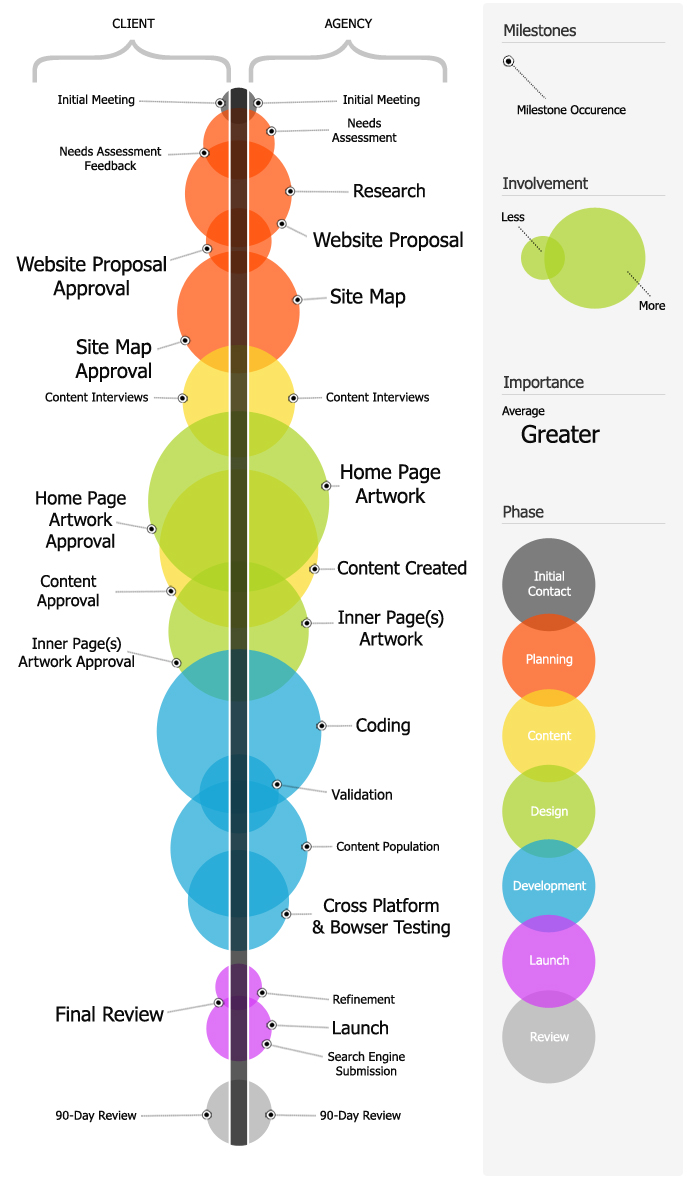 CLIENT
AGENCY
Initial Meeting
Initial Meeting
Needs
Assessment
Needs Assessment
Feedback
Research
Website Proposal
Website Proposal
Approval
Site Map
Site Map
Approval
Content Interviews
Content Interviews
Home Page
Artwork
Home Page
Artwork
Approval
Content Created
Content
Approval
Inner Page(s)
Artwork
Inner Page(s)
Artwork Approval
Coding
Validation
Content Population
Cross Platform
& Bowser Testing
Refinement
Final Review
Launch
Search Engine
Submission
90-Day Review
90-Day Review
Milestones
Milestone Occurence
Involvement
Less
More
Importance
Average
Greater
Phase
Initial
Contact
Planning
Content
Design
Development
Launch
Review